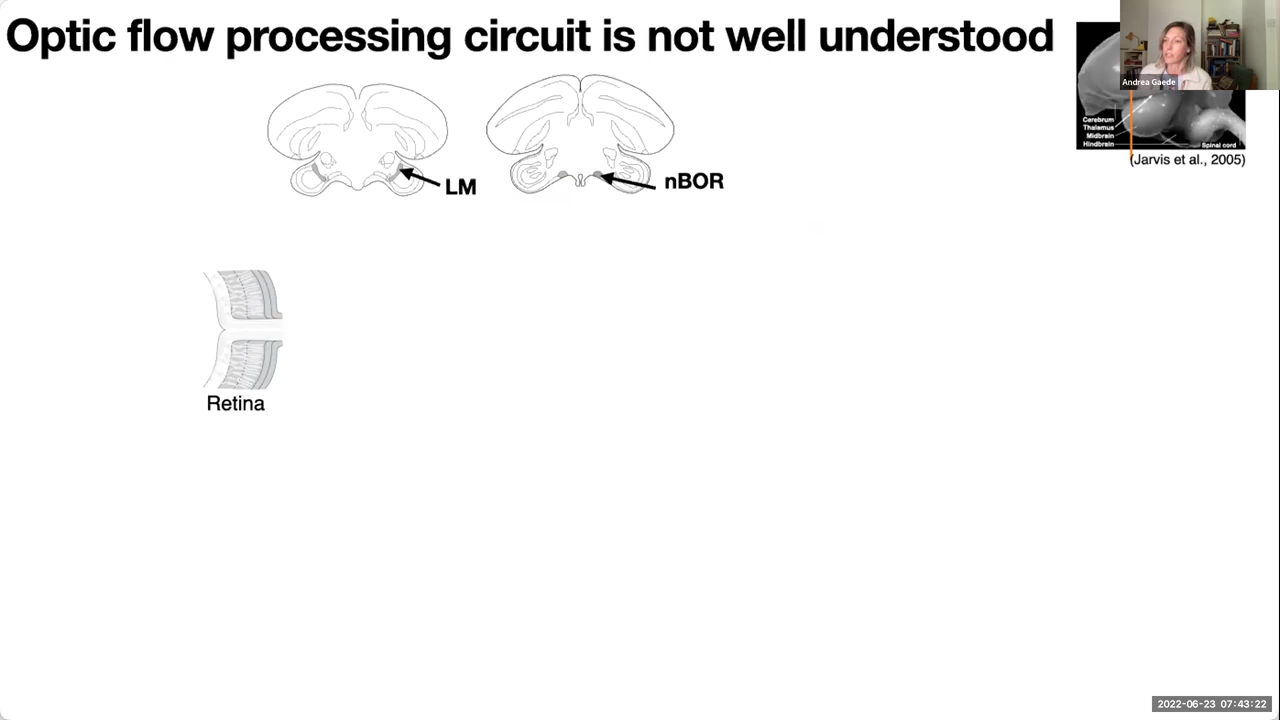 Optic flow processing circuit is not well understood
Andrea Gaede
Cerebrum
Thalamus
Midbrain
Hindbrain
Spinal cord
(Jarvis et al., 2005)
LM
nBOR
Retina
2022-06-23 07:43:22